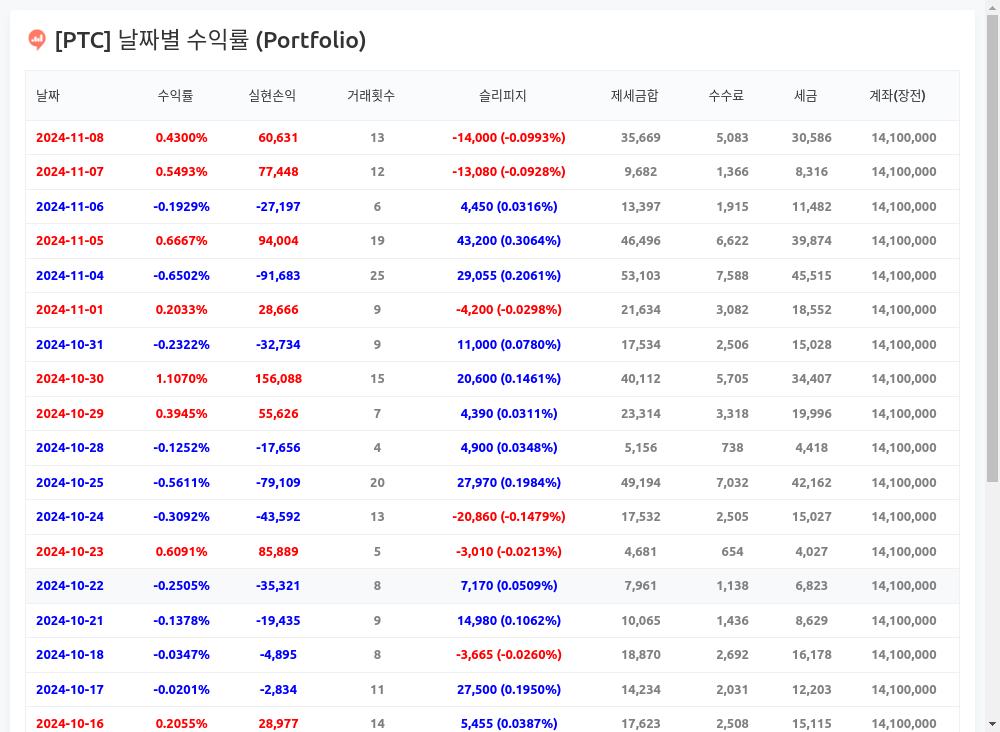 [PTC] 날짜별 수익률 (Portfolio)
날짜 수익률 실현손익 거래횟수 슬리피지 제세금합 수수료 세금 계좌(장전)
2024-11-08 0.4300% 60,631 13 -14,000 (-0.0993%) 35,669 5,083 30,586 14,100,000
2024-11-07 0.5493% 77,448 12 -13,080 (-0.0928%) 9,682 1,366 8,316 14,100,000
2024-11-06 -0.1929% -27,197 6 4,450 (0.0316%) 13,397 1,915 11,482 14,100,000
2024-11-05 0.6667% 94,004 19 43,200 (0.3064%) 46,496 6,622 39,874 14,100,000
2024-11-04 -0.6502% -91,683 25 29,055 (0.2061%) 53,103 7,588 45,515 14,100,000
2024-11-01 0.2033% 28,666 9 -4,200 (-0.0298%) 21,634 3,082 18,552 14,100,000
2024-10-31 -0.2322% -32,734 9 11,000 (0.0780%) 17,534 2,506 15,028 14,100,000
2024-10-30 1.1070% 156,088 15 20,600 (0.1461%) 40,112 5,705 34,407 14,100,000
2024-10-29 0.3945% 55,626 7 4,390 (0.0311%) 23,314 3,318 19,996 14,100,000
2024-10-28 -0.1252% -17,656 4 4,900 (0.0348%) 5,156 738 4,418 14,100,000
2024-10-25 -0.5611% -79,109 20 27,970 (0.1984%) 49,194 7,032 42,162 14,100,000
2024-10-24 -0.3092% -43,592 13 -20,860 (-0.1479%) 17,532 2,505 15,027 14,100,000
2024-10-23 0.6091% 85,889 5 -3,010 (-0.0213%) 4,681 654 4,027 14,100,000
2024-10-22 -0.2505% -35,321 8 7,170 (0.0509%) 7,961 1,138 6,823 14,100,000
2024-10-21 -0.1378% -19,435 9 14,980 (0.1062%) 10,065 1,436 8,629 14,100,000
2024-10-18 -0.0347% -4,895 8 -3,665 (-0.0260%) 18,870 2,692 16,178 14,100,000
2024-10-17 -0.0201% -2,834 11 27,500 (0.1950%) 14,234 2,031 12,203 14,100,000
2024-10-16 0.2055% 28,977 14 5,455 (0.0387%) 17,623 2,508 15,115 14,100,000